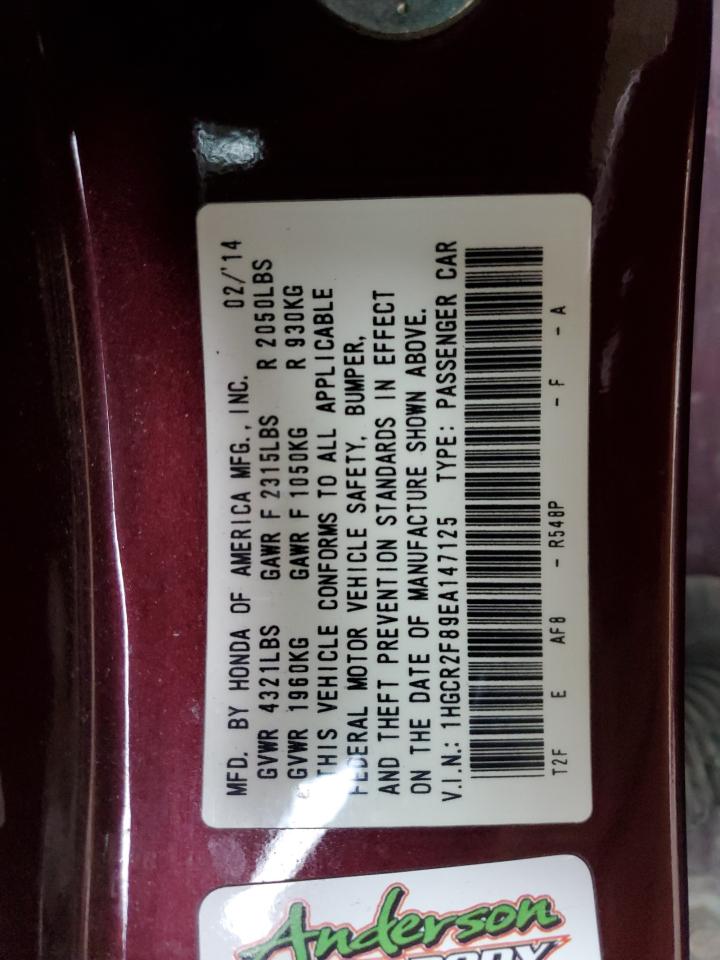 MFD. BY HONDA OF AMERICA MFG., INC. 02/'14
GVWR 4321LBS GAWR F 2315LBS R 2050LBS
GVWR 1960KG GAWR F 1050KG R 930KG
THIS VEHICLE CONFORMS TO ALL APPLICABLE
FEDERAL MOTOR VEHICLE SAFETY, BUMPER,
AND THEFT PREVENTION STANDARDS IN EFFECT
ON THE DATE OF MANUFACTURE SHOWN ABOVE.
V.I.N.: 1HGCR2F89EA147125 TYPE: PASSENGER CAR
T2F E AF8 - R548P - F - A
Anderson